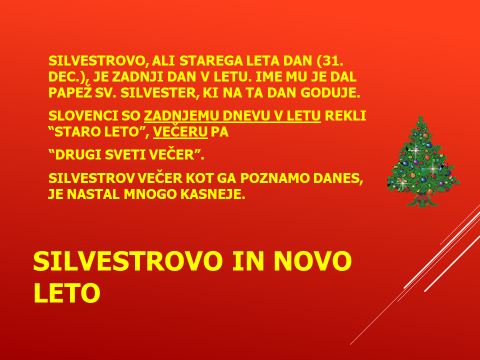 SILVESTROVO, ALI STAREGA LETA DAN (31.
DEC.), JE ZADNJI DAN V LETU. IME MU JE DAL
PAPEŽ SV. SILVESTER, KI NA TA DAN GODUJE.
SLOVENCI SO ZADNJEMU DNEVU V LETU REKLI
“STARO LETO”, VEČERU PA
“DRUGI SVETI VEČER”.
SILVESTROV VEČER KOT GA POZNAMO DANES,
JE NASTAL MNOGO KASNEJE.
SILVESTROVO IN NOVO
LETO